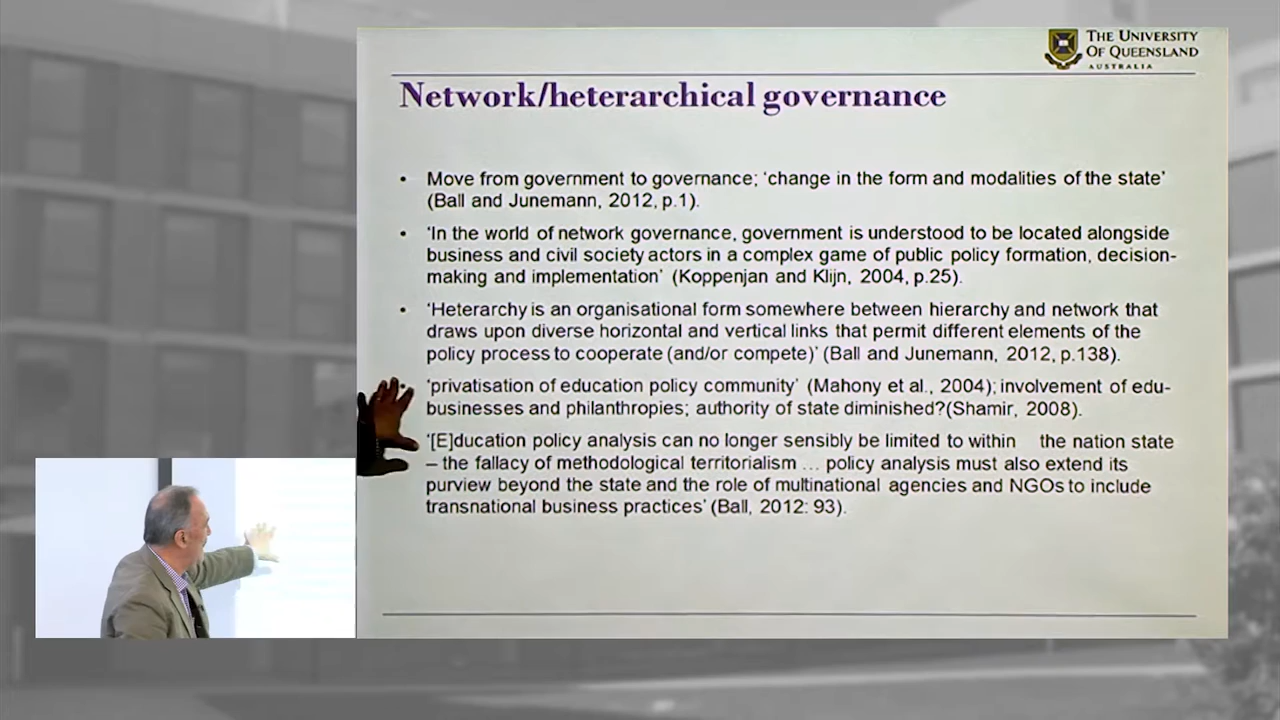 THE UNIVERSITY
OF QUEENSLAND
AUSTRALIA
Network/heterarchical governance
• Move from government to governance; ‘change in the form and modalities of the state’
(Ball and Junemann, 2012, p.1).
• ‘In the world of network governance, government is understood to be located alongside
business and civil society actors in a complex game of public policy formation, decision-
making and implementation’ (Koppenjan and Klijn, 2004, p.25).
• ‘Heterarchy is an organisational form somewhere between hierarchy and network that
draws upon diverse horizontal and vertical links that permit different elements of the
policy process to cooperate (and/or compete)’ (Ball and Junemann, 2012, p.138).
• ‘privatisation of education policy community’ (Mahony et al., 2004); involvement of edu-
businesses and philanthropies; authority of state diminished?(Shamir, 2008).
‘[E]ducation policy analysis can no longer sensibly be limited to within the nation state
– the fallacy of methodological territorialism ... policy analysis must also extend its
purview beyond the state and the role of multinational agencies and NGOs to include
transnational business practices’ (Ball, 2012: 93).